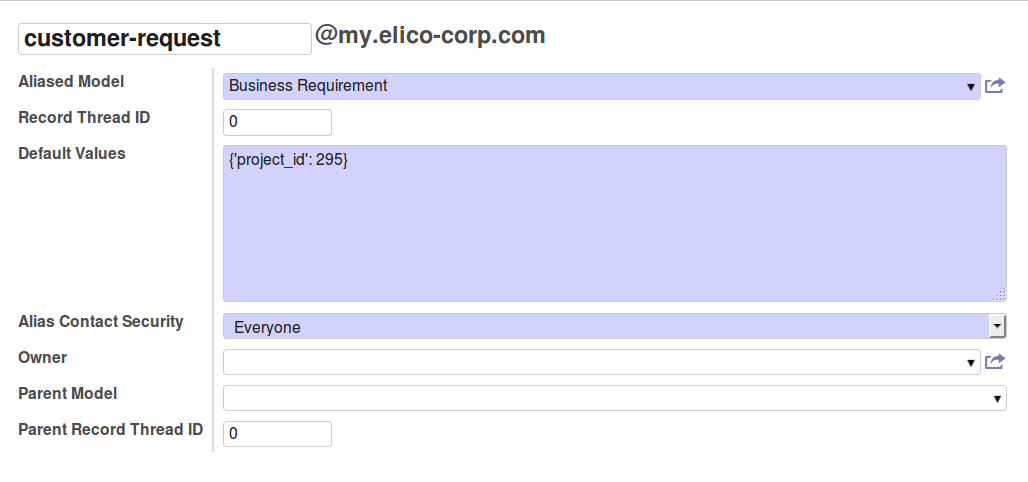 customer-request @my.elico-corp.com
Aliased Model Business Requirement
Record Thread ID 0
Default Values {'project_id': 295}
Alias Contact Security Everyone
Owner
Parent Model
Parent Record Thread ID 0